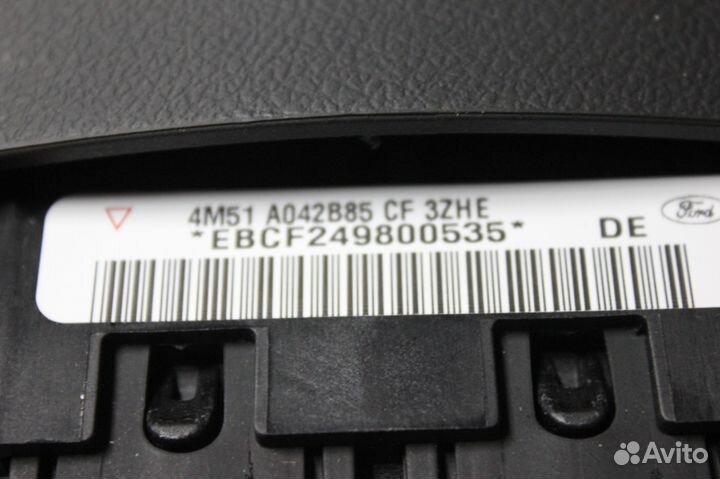 4M51 A042B85 CF 3ZHE
*EBCF249800535*
DE
Ford
Avito